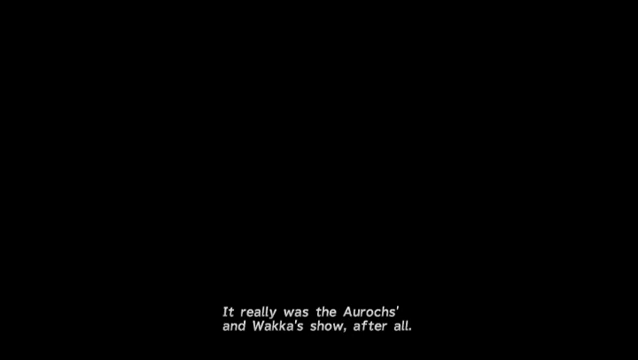 It really was the Aurochs'
and Wakka's show, after all.